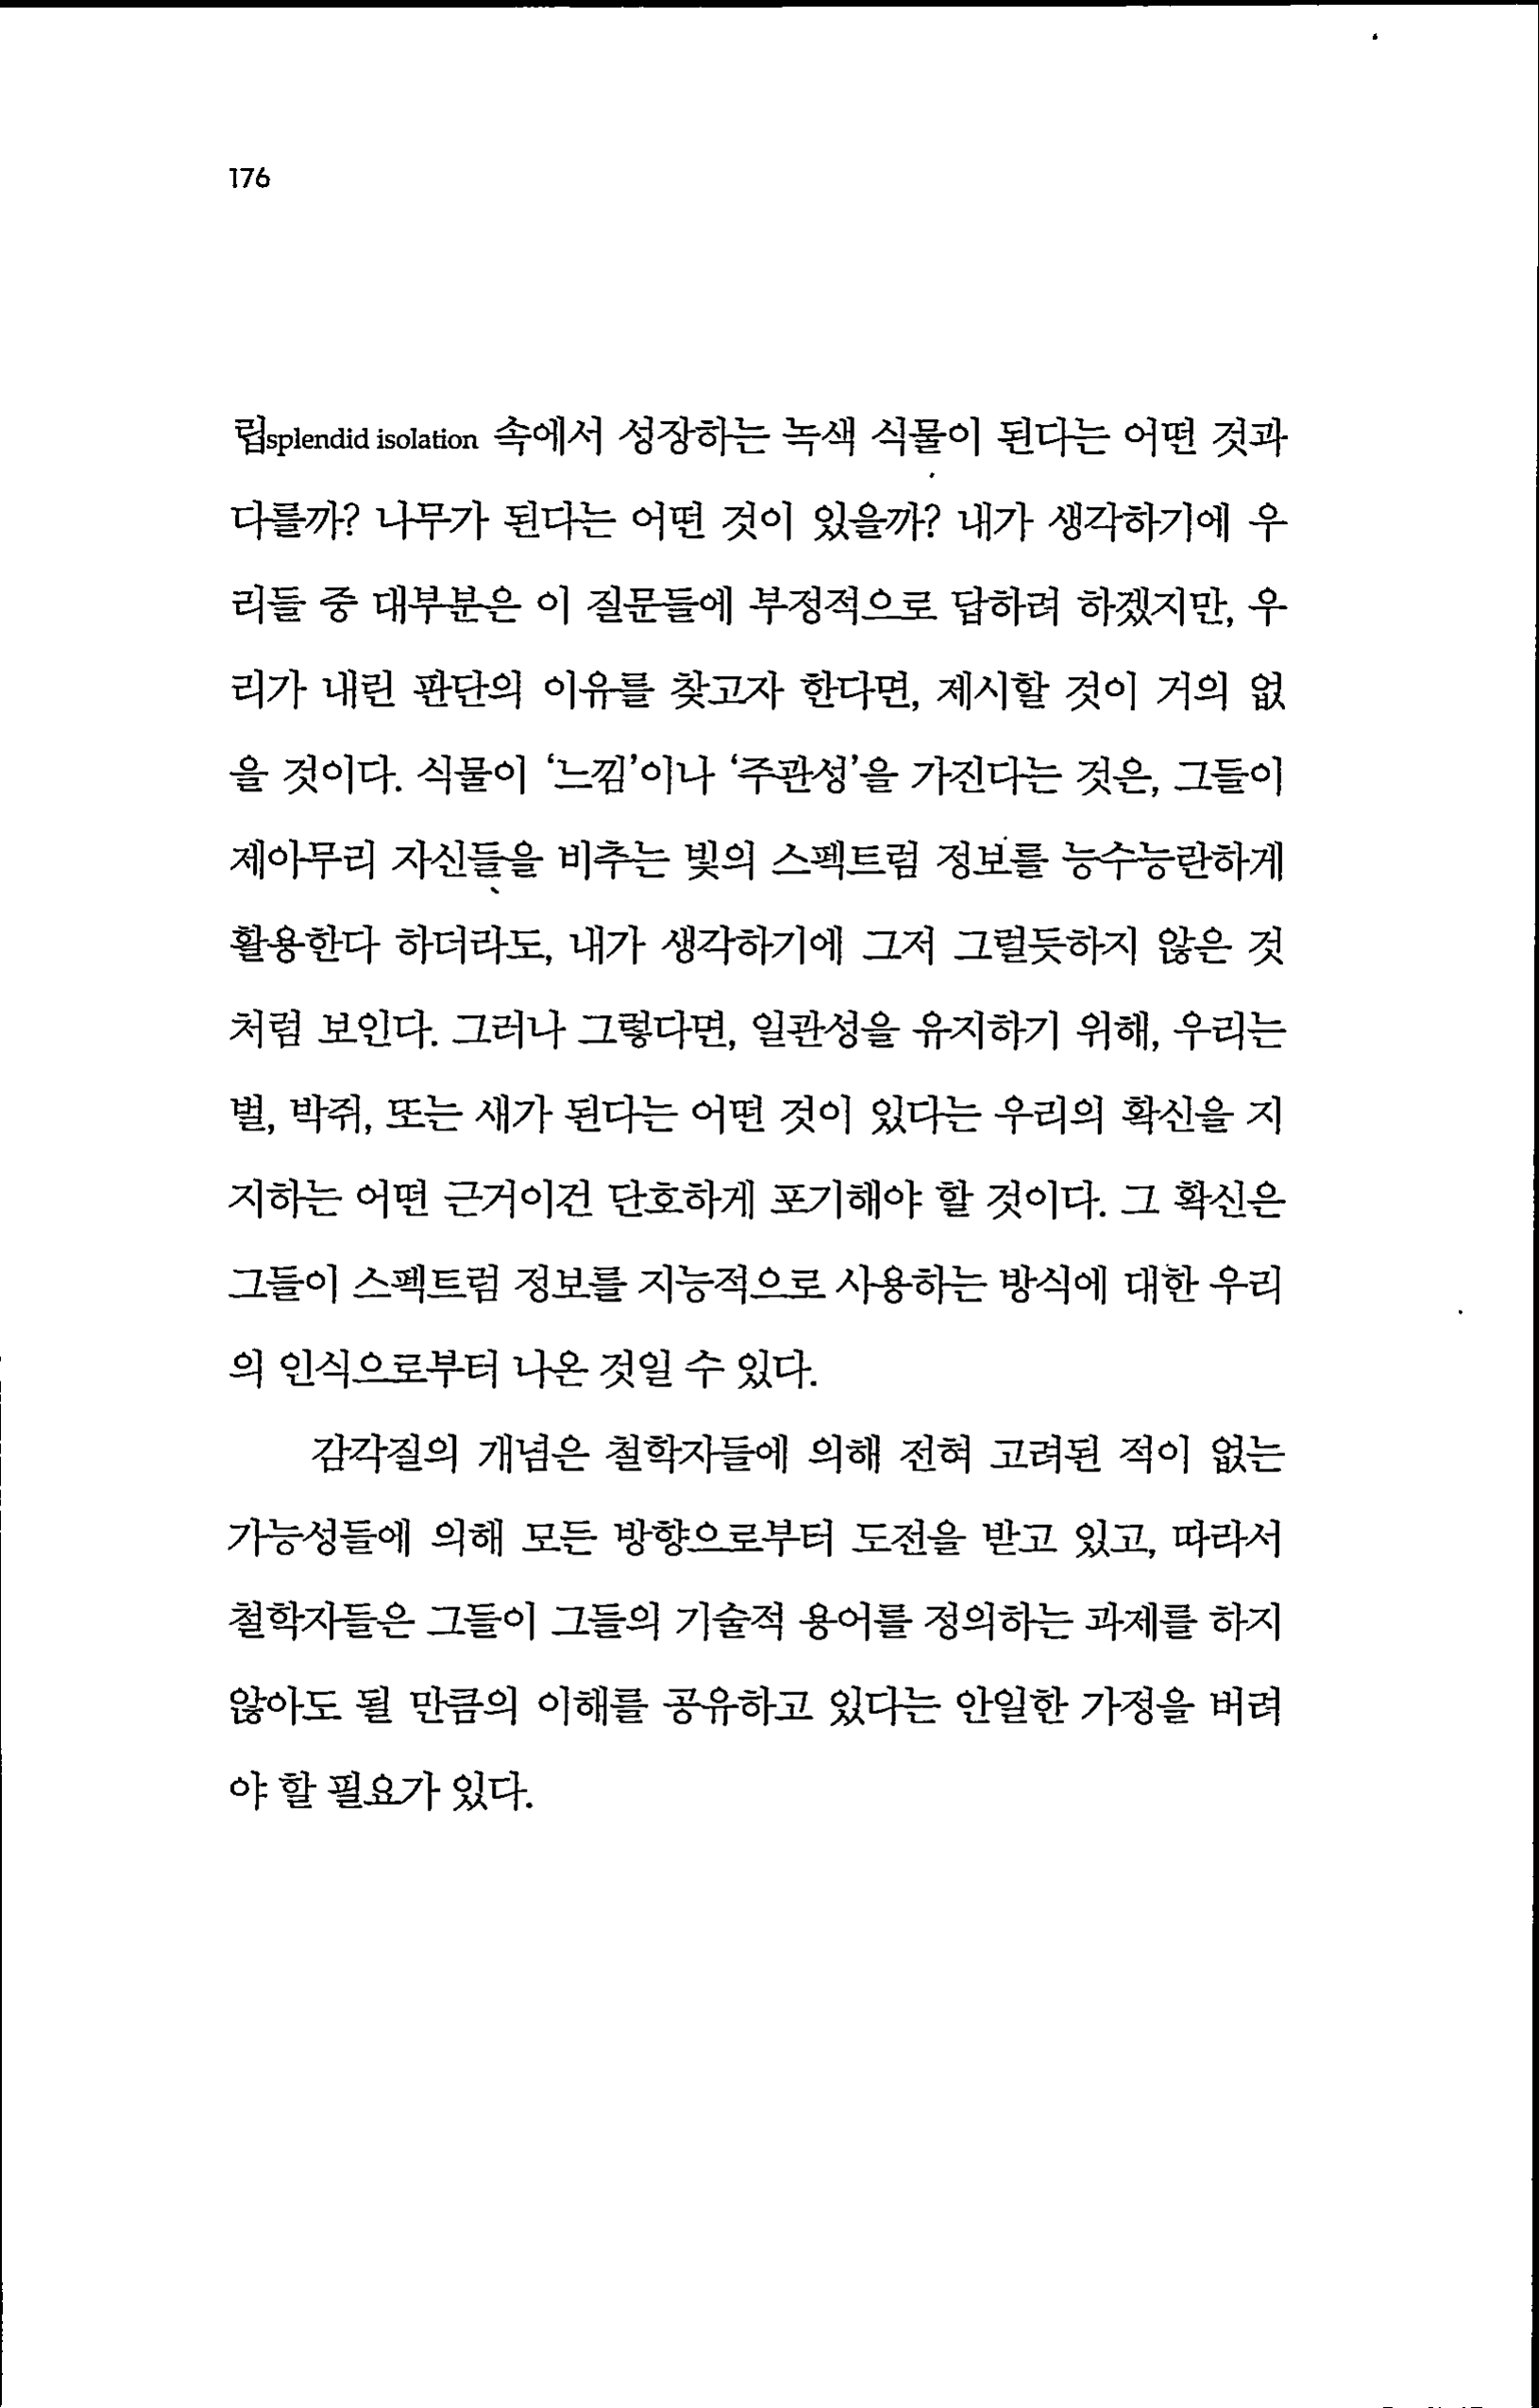 176
립splendid isolation 속에서 성장하는 녹색 식물이 된다는 어떤 것과
다를까? 나무가 된다는 어떤 것이 있을까? 내가 생각하기에 우
리들 중 대부분은 이 질문들에 부정적으로 답하려 하겠지만, 우
리가 내린 판단의 이유를 찾고자 한다면, 제시할 것이 거의 없
을 것이다. 식물이 ‘느낌’이나 ‘주관성’을 가진다는 것은, 그들이
제아무리 자신들을 비추는 빛의 스펙트럼 정보를 능수능란하게
활용한다 하더라도, 내가 생각하기에 그저 그럴듯하지 않은 것
처럼 보인다. 그러나 그렇다면, 일관성을 유지하기 위해, 우리는
벌, 박쥐, 또는 새가 된다는 어떤 것이 있다는 우리의 확신을 지
지하는 어떤 근거이건 단호하게 포기해야 할 것이다. 그 확신은
그들이 스펙트럼 정보를 지능적으로 사용하는 방식에 대한 우리
의 인식으로부터 나온 것일 수 있다.
감각질의 개념은 철학자들에 의해 전혀 고려된 적이 없는
가능성들에 의해 모든 방향으로부터 도전을 받고 있고, 따라서
철학자들은 그들이 그들의 기술적 용어를 정의하는 과제를 하지
않아도 될 만큼의 이해를 공유하고 있다는 안일한 가정을 버려
야 할 필요가 있다.